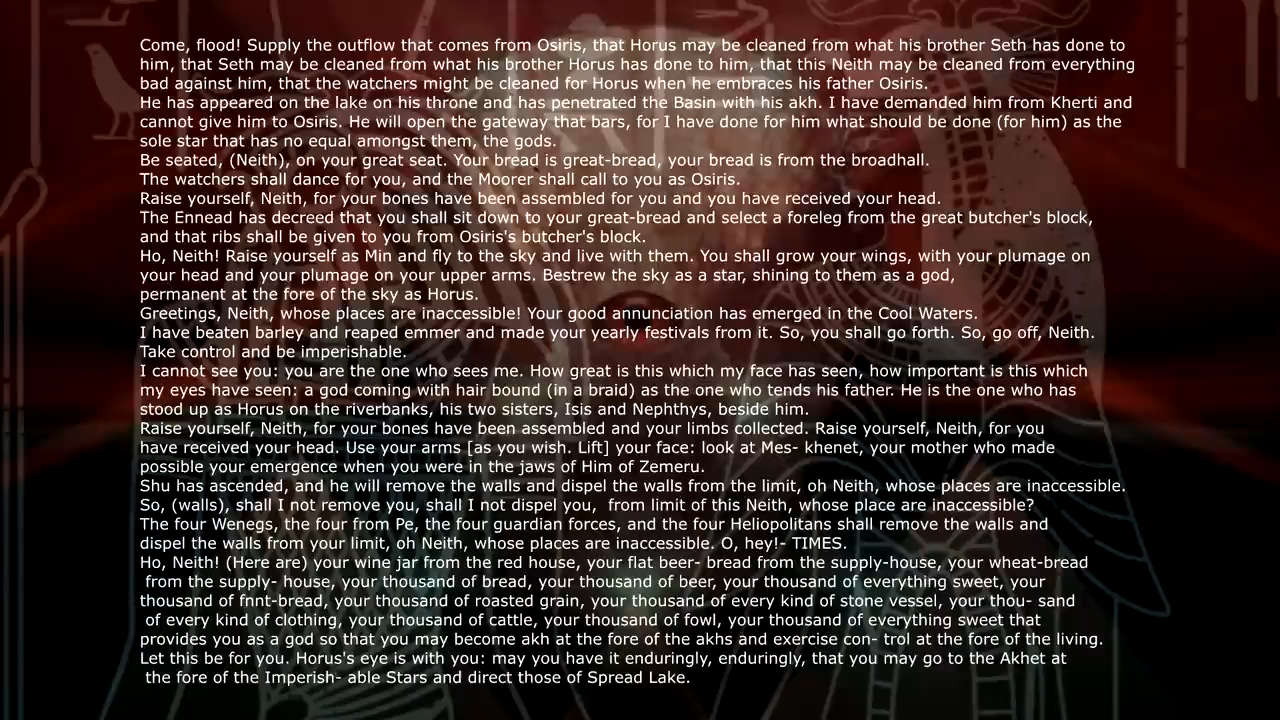 Come, flood! Supply the outflow that comes from Osiris, that Horus may be cleaned from what his brother Seth has done to
him, that Seth may be cleaned from what his brother Horus has done to him, that this Neith may be cleaned from everything
bad against him, that the watchers might be cleaned for Horus when he embraces his father Osiris.
He has appeared on the lake on his throne and has penetrated the Basin with his akh. I have demanded him from Kherti and
cannot give him to Osiris. He will open the gateway that bars, for I have done for him what should be done (for him) as the
sole star that has no equal amongst them, the gods.
Be seated, (Neith), on your great seat. Your bread is great-bread, your bread is from the broadhall.
The watchers shall dance for you, and the Moorer shall call to you as Osiris.
Raise yourself, Neith, for your bones have been assembled for you and you have received your head.
The Ennead has decreed that you shall sit down to your great-bread and select a foreleg from the great butcher's block,
and that ribs shall be given to you from Osiris's butcher's block.
Ho, Neith! Raise yourself as Min and fly to the sky and live with them. You shall grow your wings, with your plumage on
your head and your plumage on your upper arms. Bestrew the sky as a star, shining to them as a god,
permanent at the fore of the sky as Horus.
Greetings, Neith, whose places are inaccessible! Your good annunciation has emerged in the Cool Waters.
I have beaten barley and reaped emmer and made your yearly festivals from it. So, you shall go forth. So, go off, Neith.
Take control and be imperishable.
I cannot see you: you are the one who sees me. How great is this which my face has seen, how important is this which
my eyes have seen: a god coming with hair bound (in a braid) as the one who tends his father. He is the one who has
stood up as Horus on the riverbanks, his two sisters, Isis and Nephthys, beside him.
Raise yourself, Neith, for your bones have been assembled and your limbs collected. Raise yourself, Neith, for you
have received your head. Use your arms [as you wish. Lift] your face: look at Mes- khenet, your mother who made
possible your emergence when you were in the jaws of Him of Zemeru.
Shu has ascended, and he will remove the walls and dispel the walls from the limit, oh Neith, whose places are inaccessible.
So, (walls), shall I not remove you, shall I not dispel you,  from limit of this Neith, whose place are inaccessible?
The four Wenegs, the four from Pe, the four guardian forces, and the four Heliopolitans shall remove the walls and
dispel the walls from your limit, oh Neith, whose places are inaccessible. O, hey!- TIMES.
Ho, Neith! (Here are) your wine jar from the red house, your flat beer- bread from the supply-house, your wheat-bread
from the supply- house, your thousand of bread, your thousand of beer, your thousand of everything sweet, your
thousand of fnnt-bread, your thousand of roasted grain, your thousand of every kind of stone vessel, your thou- sand
of every kind of clothing, your thousand of cattle, your thousand of fowl, your thousand of everything sweet that
provides you as a god so that you may become akh at the fore of the akhs and exercise con- trol at the fore of the living.
Let this be for you. Horus's eye is with you: may you have it enduringly, enduringly, that you may go to the Akhet at
the fore of the Imperish- able Stars and direct those of Spread Lake.